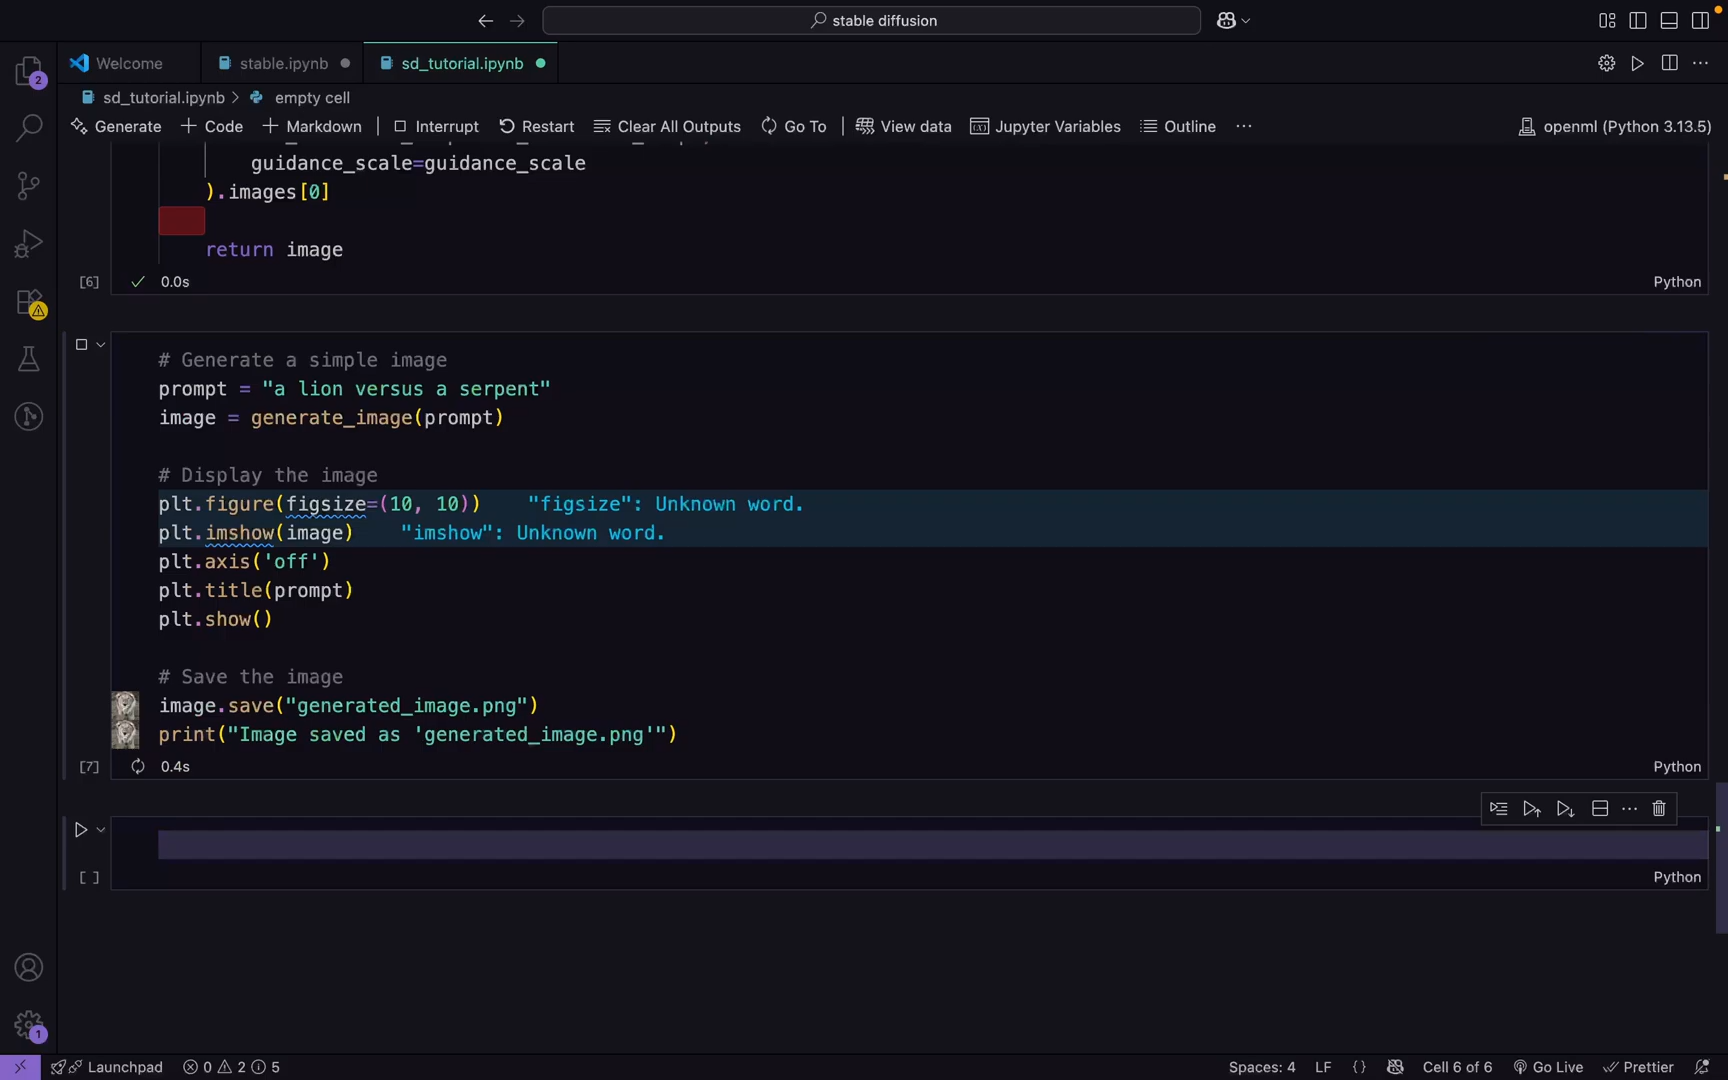 stable diffusion
Welcome
stable.ipynb
sd_tutorial.ipynb
2
sd_tutorial.ipynb > empty cell
Generate
Code
Markdown
Interrupt
Restart
Clear All Outputs
Go To
View data
Jupyter Variables
Outline
openml (Python 3.13.5)
guidance_scale=guidance_scale
).images[0]
return image
[6]
0.0s
Python
# Generate a simple image
prompt = "a lion versus a serpent"
image = generate_image(prompt)
# Display the image
plt.figure(figsize=(10, 10)) "figsize": Unknown word.
plt.imshow(image) "imshow": Unknown word.
plt.axis('off')
plt.title(prompt)
plt.show()
# Save the image
image.save("generated_image.png")
print("Image saved as 'generated_image.png'")
[7]
0.4s
Python
[ ]
Python
1
Launchpad
0
2
5
Spaces: 4
LF
{}
Cell 6 of 6
Go Live
Prettier